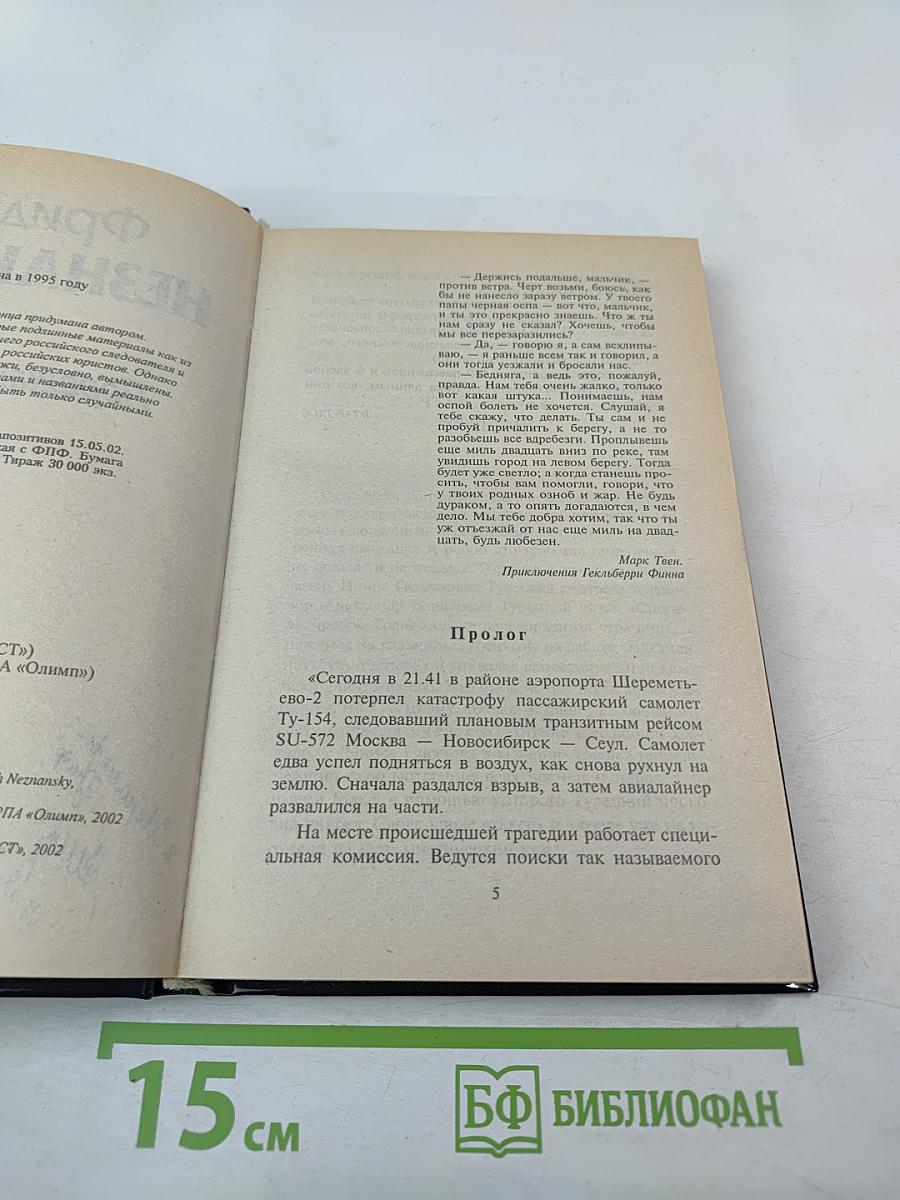 на в 1995 году
нца придумана автором.
ые подлинные материалы как из
него российского следователя и
российских юристов. Однако
жи, безусловно, вымышлены.
ами и названиями реально
быть только случайными.
апозитивов 15.05.02.
кая с ФПФ. Бумага
Тираж 30 000 экз.
СТ»)
А «Олимп»)
h Neznansky,
РПА «Олимп», 2002
СТ», 2002
— Держись подальше, мальчик, —
против ветра. Черт возьми, боюсь, как
бы не нанесло заразу ветром. У твоего
папы черная оспа — вот что, мальчик,
и ты это прекрасно знаешь. Что ж ты
нам сразу не сказал? Хочешь, чтобы
мы все перезаразились?
— Да, — говорю я, а сам всхлипы-
ваю, — я раньше всем так и говорил, а
они тогда уезжали и бросали нас.
— Бедняга, а ведь это, пожалуй,
правда. Нам тебя очень жалко, только
вот какая штука... Понимаешь, нам
оспой болеть не хочется. Слушай, я
тебе скажу, что делать. Ты сам и не
пробуй причалить к берегу, а не то
разобьешь все вдребезги. Проплывешь
еще миль двадцать вниз по реке, там
увидишь город на левом берегу. Тогда
будет уже светло; а когда станешь про-
сить, чтобы вам помогли, говори, что
у твоих родных озноб и жар. Не будь
дураком, а то опять догадаются, в чем
дело. Мы тебе добра хотим, так что ты
уж отъезжай от нас еще миль на двад-
цать, будь любезен.
Марк Твен.
Приключения Гекльберри Финна
Пролог
«Сегодня в 21.41 в районе аэропорта Шереметь-
ево-2 потерпел катастрофу пассажирский самолет
Ту-154, следовавший плановым транзитным рейсом
SU-572 Москва — Новосибирск — Сеул. Самолет
едва успел подняться в воздух, как снова рухнул на
землю. Сначала раздался взрыв, а затем авиалайнер
развалился на части.
На месте происшедшей трагедии работает специ-
альная комиссия. Ведутся поиски так называемого
5
15 см
БФ БИБЛИОФАН